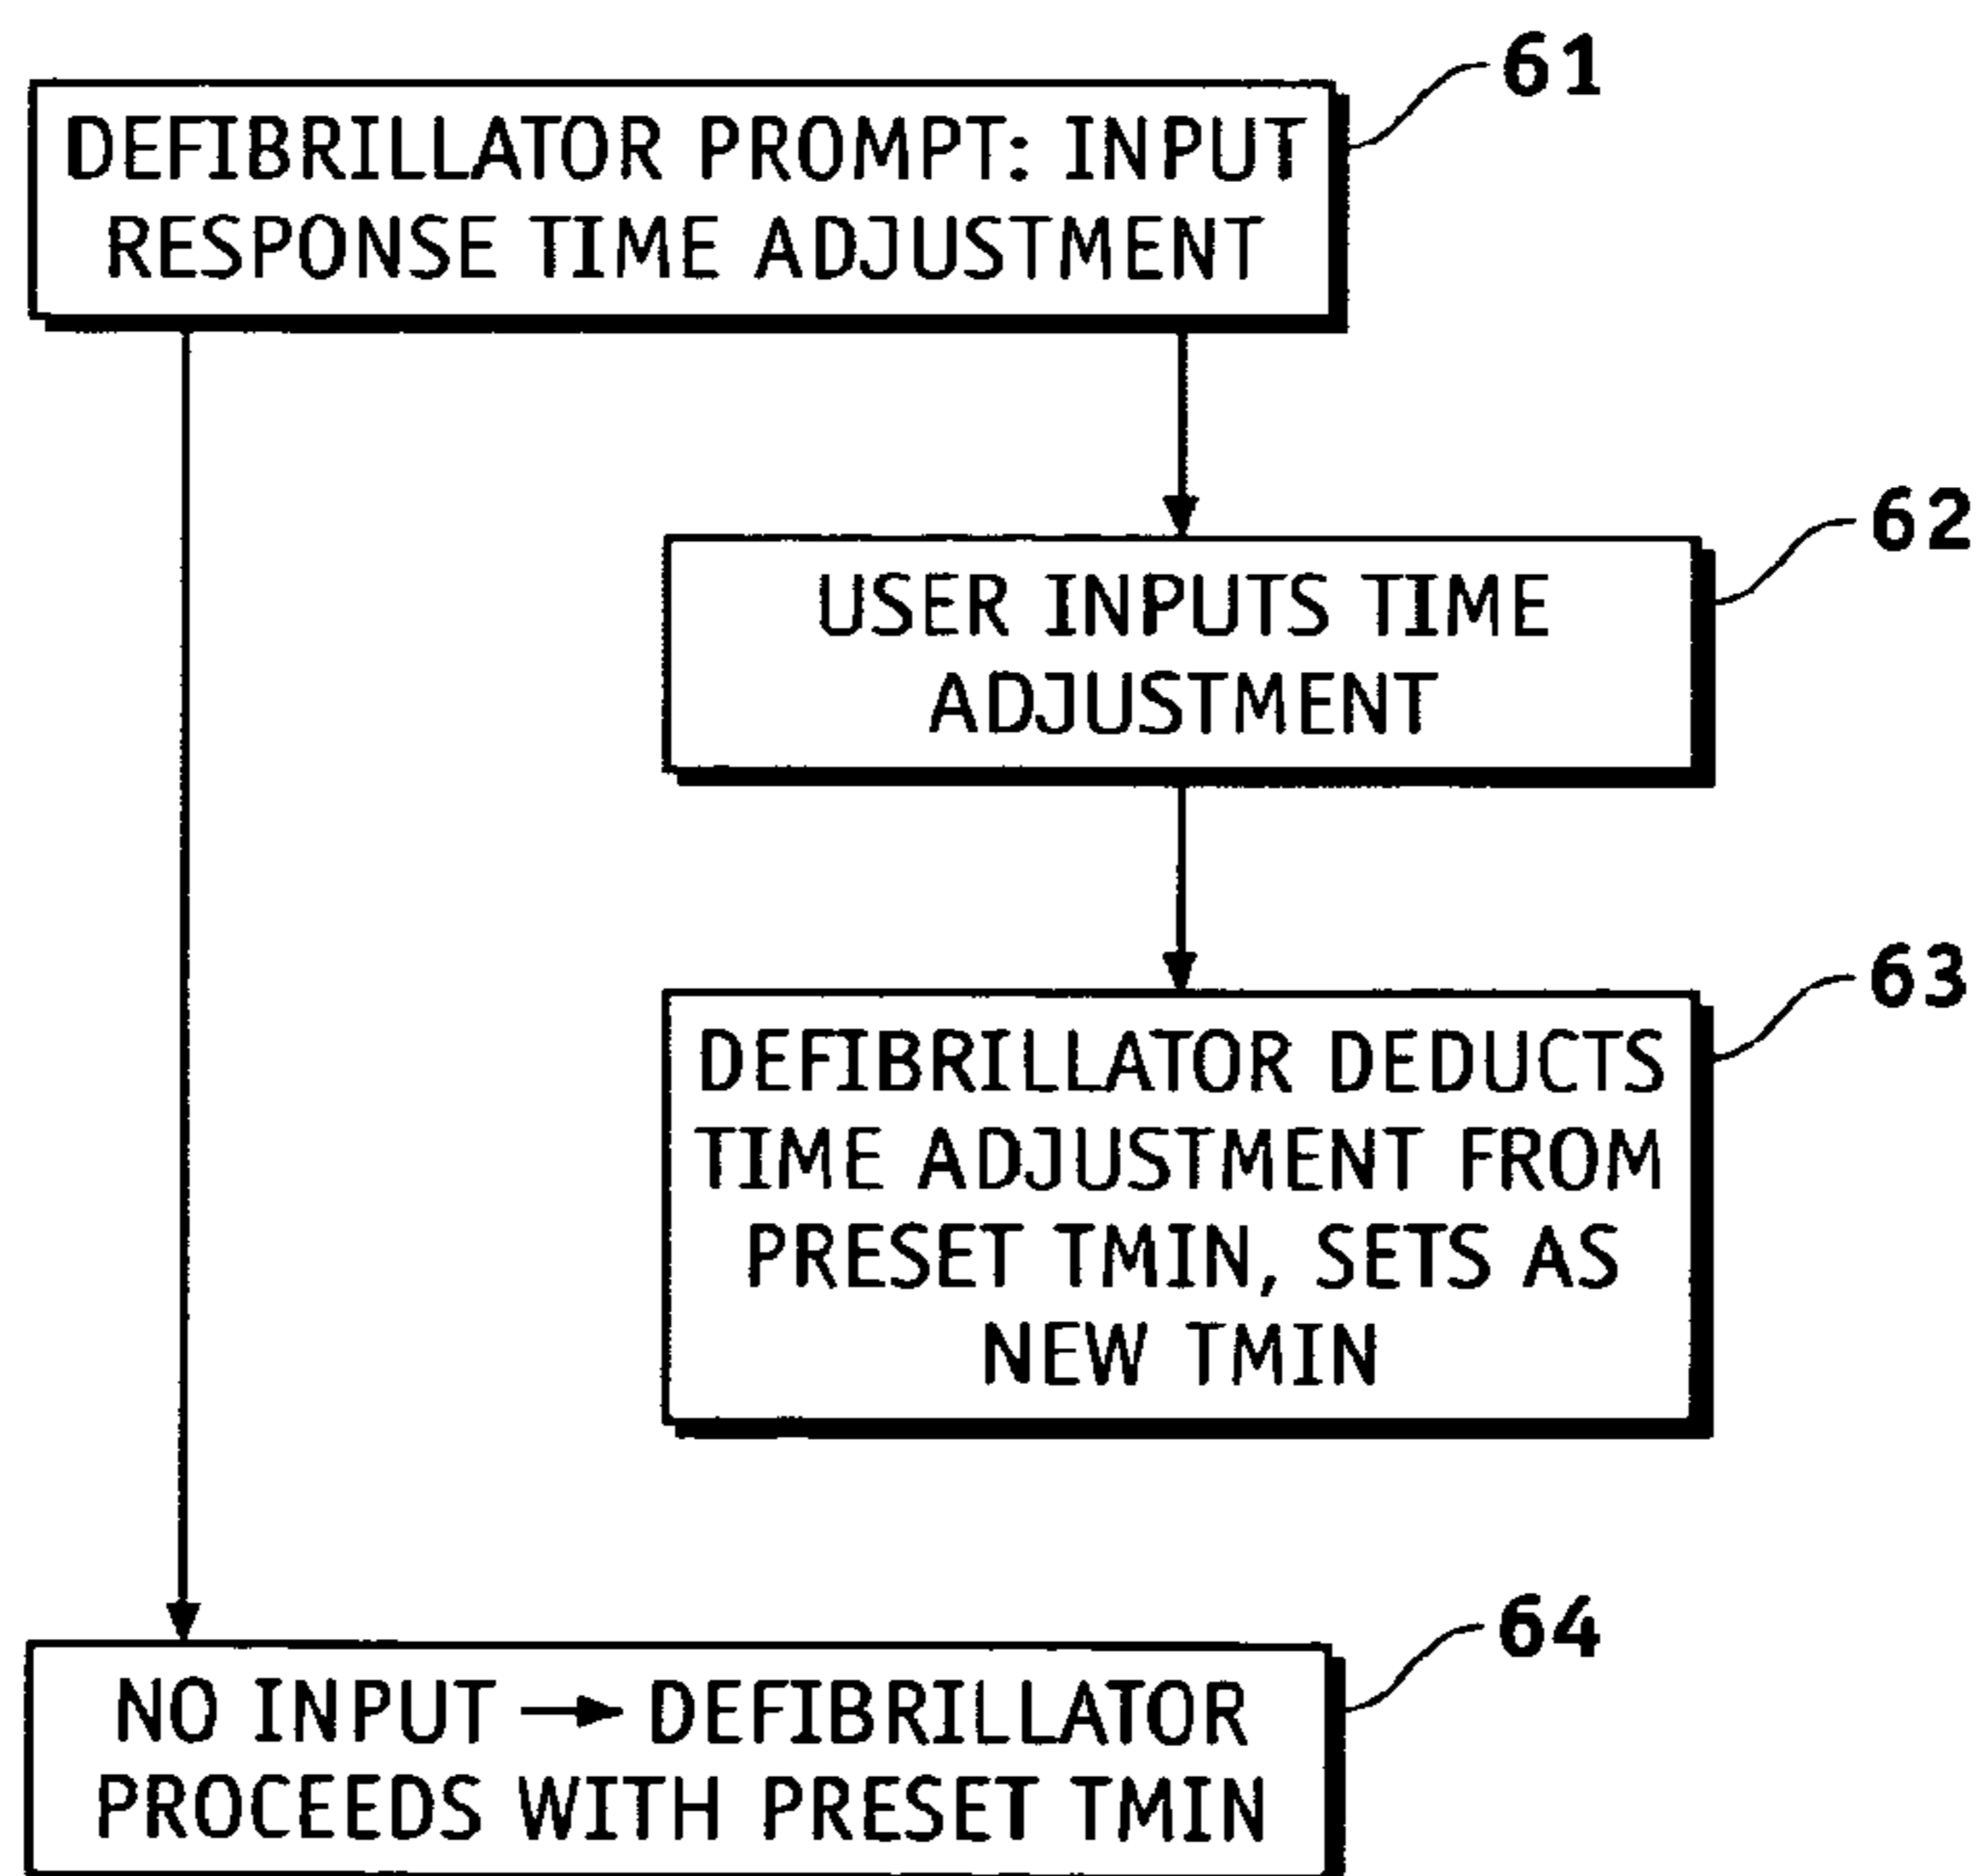 61
DEFIBRILLATOR PROMPT: INPUT
RESPONSE TIME ADJUSTMENT
62
USER INPUTS TIME
ADJUSTMENT
63
DEFIBRILLATOR DEDUCTS
TIME ADJUSTMENT FROM
PRESET TMIN, SETS AS
NEW TMIN
64
NO INPUT → DEFIBRILLATOR
PROCEEDS WITH PRESET TMIN